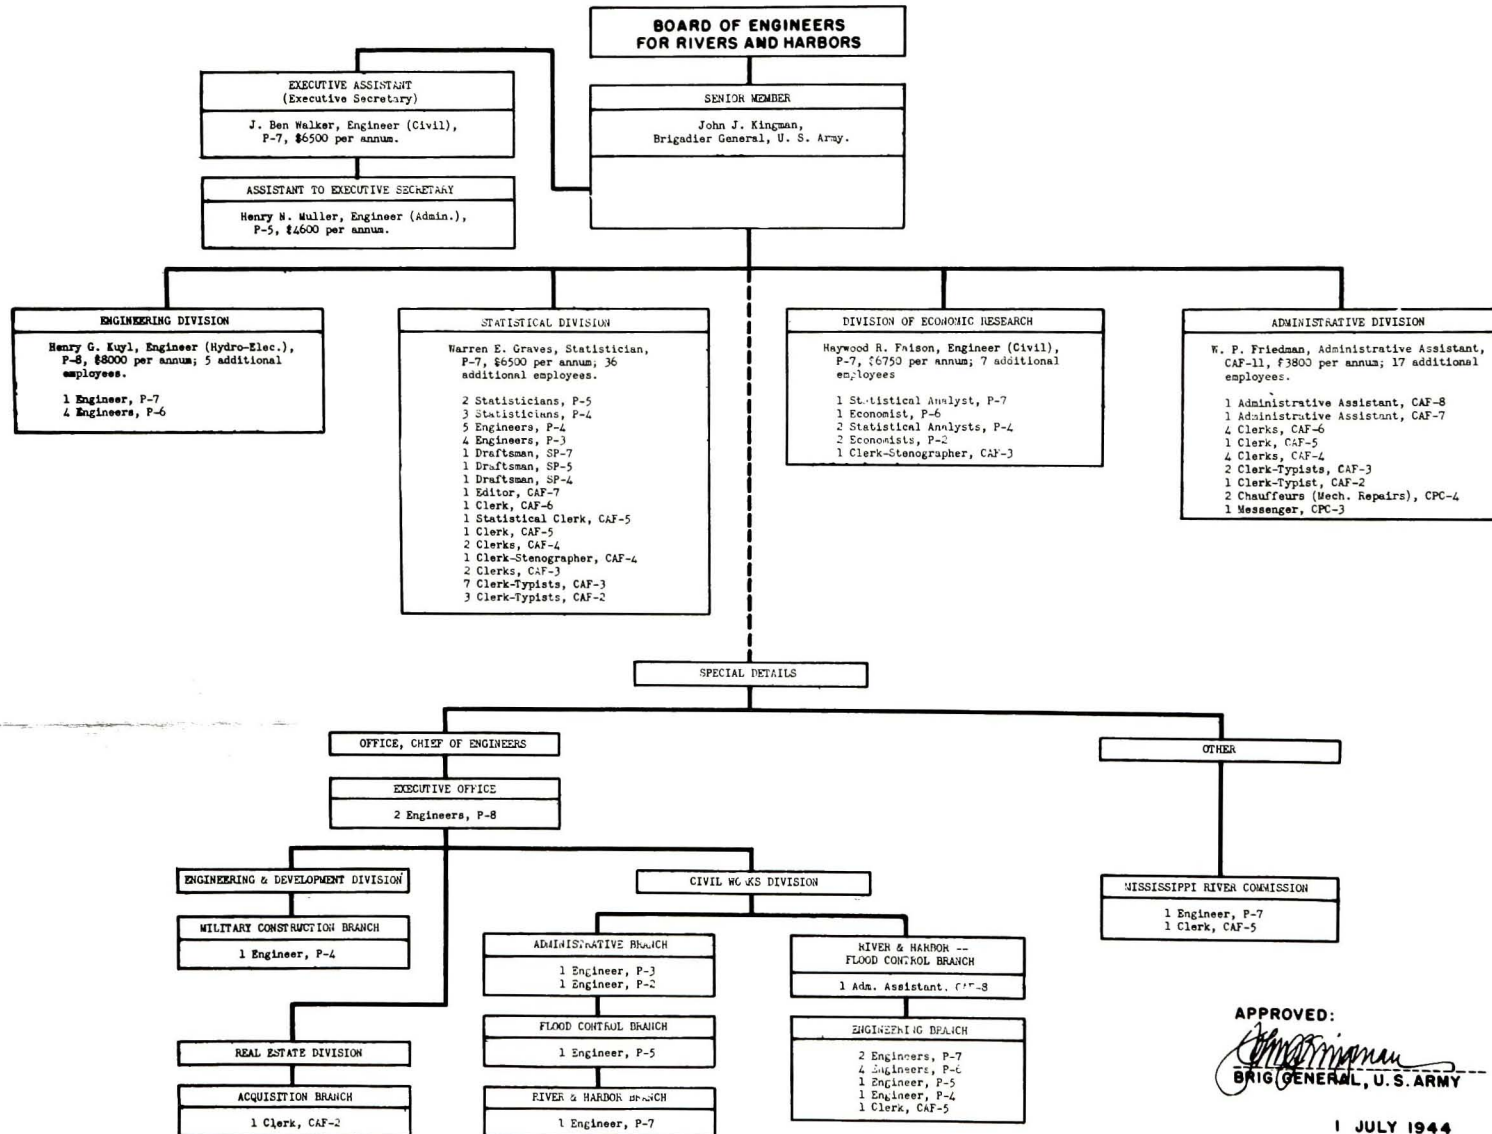 BOARD OF ENGINEERS
FOR RIVERS AND HARBORS
EXECUTIVE ASSISTANT
(Executive Secretary)
J. Ben Walker, Engineer (Civil),
P-7, $6500 per annum.
SENIOR MEMBER
John J. Kingman,
Brigadier General, U. S. Army.
ASSISTANT TO EXECUTIVE SECRETARY
Henry N. Muller, Engineer (Admin.),
P-5, $4600 per annum.
ENGINEERING DIVISION
Henry G. Kuyl, Engineer (Hydro-Elec.),
P-8, $8000 per annum; 5 additional
employees.
1 Engineer, P-7
4 Engineers, P-6
STATISTICAL DIVISION
Warren E. Graves, Statistician,
P-7, $6500 per annum; 36
additional employees.
2 Statisticians, P-5
3 Statisticians, P-4
5 Engineers, P-4
4 Engineers, P-3
1 Draftsman, SP-7
1 Draftsman, SP-5
1 Draftsman, SP-4
1 Editor, CAF-7
1 Clerk, CAF-6
1 Statistical Clerk, CAF-5
1 Clerk, CAF-5
2 Clerks, CAF-4
1 Clerk-Stenographer, CAF-4
2 Clerks, CAF-3
7 Clerk-Typists, CAF-3
3 Clerk-Typists, CAF-2
DIVISION OF ECONOMIC RESEARCH
Haywood R. Faison, Engineer (Civil),
P-7, $6750 per annum; 7 additional
employees
1 Statistical Analyst, P-7
1 Economist, P-6
2 Statistical Analysts, P-4
2 Economists, P-2
1 Clerk-Stenographer, CAF-3
ADMINISTRATIVE DIVISION
W. P. Friedman, Administrative Assistant,
CAF-11, $3800 per annum; 17 additional
employees.
1 Administrative Assistant, CAF-8
1 Administrative Assistant, CAF-7
4 Clerks, CAF-6
1 Clerk, CAF-5
4 Clerks, CAF-4
2 Clerk-Typists, CAF-3
1 Clerk-Typist, CAF-2
2 Chauffeurs (Mech. Repairs), CPC-4
1 Messenger, CPC-3
SPECIAL DETAILS
OFFICE, CHIEF OF ENGINEERS
OTHER
EXECUTIVE OFFICE
2 Engineers, P-8
ENGINEERING & DEVELOPMENT DIVISION
MILITARY CONSTRUCTION BRANCH
1 Engineer, P-4
REAL ESTATE DIVISION
ACQUISITION BRANCH
1 Clerk, CAF-2
CIVIL WORKS DIVISION
ADMINISTRATIVE BRANCH
1 Engineer, P-3
1 Engineer, P-2
FLOOD CONTROL BRANCH
1 Engineer, P-5
RIVER & HARBOR BRANCH
1 Engineer, P-7
RIVER & HARBOR --
FLOOD CONTROL BRANCH
1 Adm. Assistant, CAF-8
ENGINEERING BRANCH
2 Engineers, P-7
4 Engineers, P-6
1 Engineer, P-5
1 Engineer, P-4
1 Clerk, CAF-5
MISSISSIPPI RIVER COMMISSION
1 Engineer, P-7
1 Clerk, CAF-5
APPROVED:
John J. Kingman
BRIG GENERAL, U. S. ARMY
1 JULY 1944